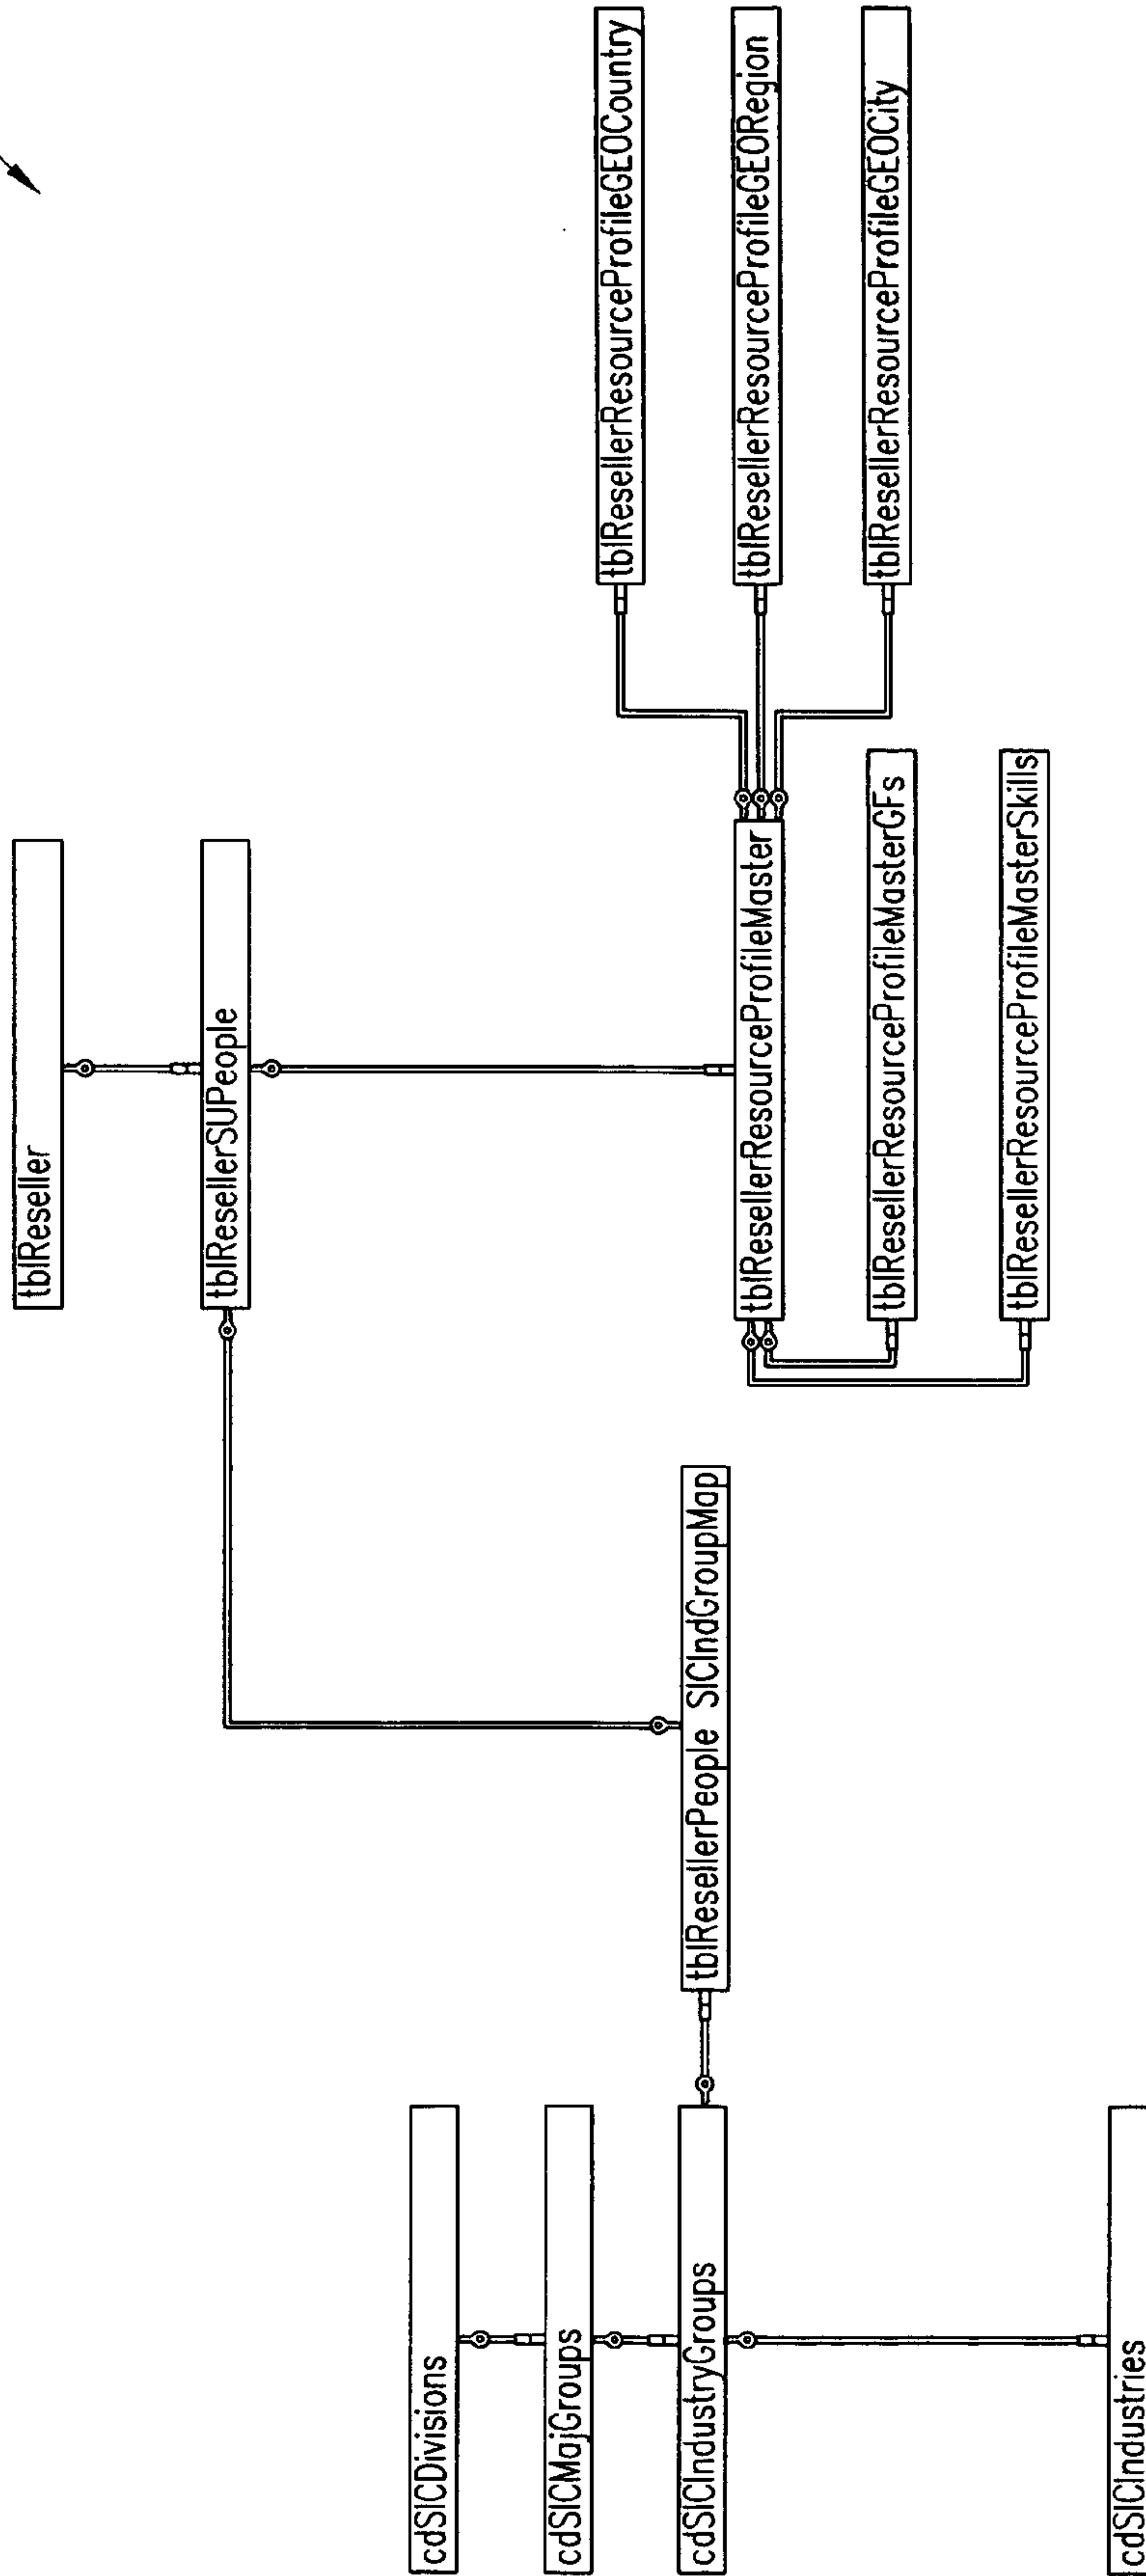 tblReseller
tblResellerSUPeople
cdSICDivisions
cdSICMajGroups
cdSICIndustryGroups
tblResellerPeople SICIndGroupMap
tblResellerResourceProfileMaster
tblResellerResourceProfileMasterGFs
tblResellerResourceProfileMasterSkills
tblResellerResourceProfileGEOCountry
tblResellerResourceProfileGEORegion
tblResellerResourceProfileGEOCity
cdSICIndustries